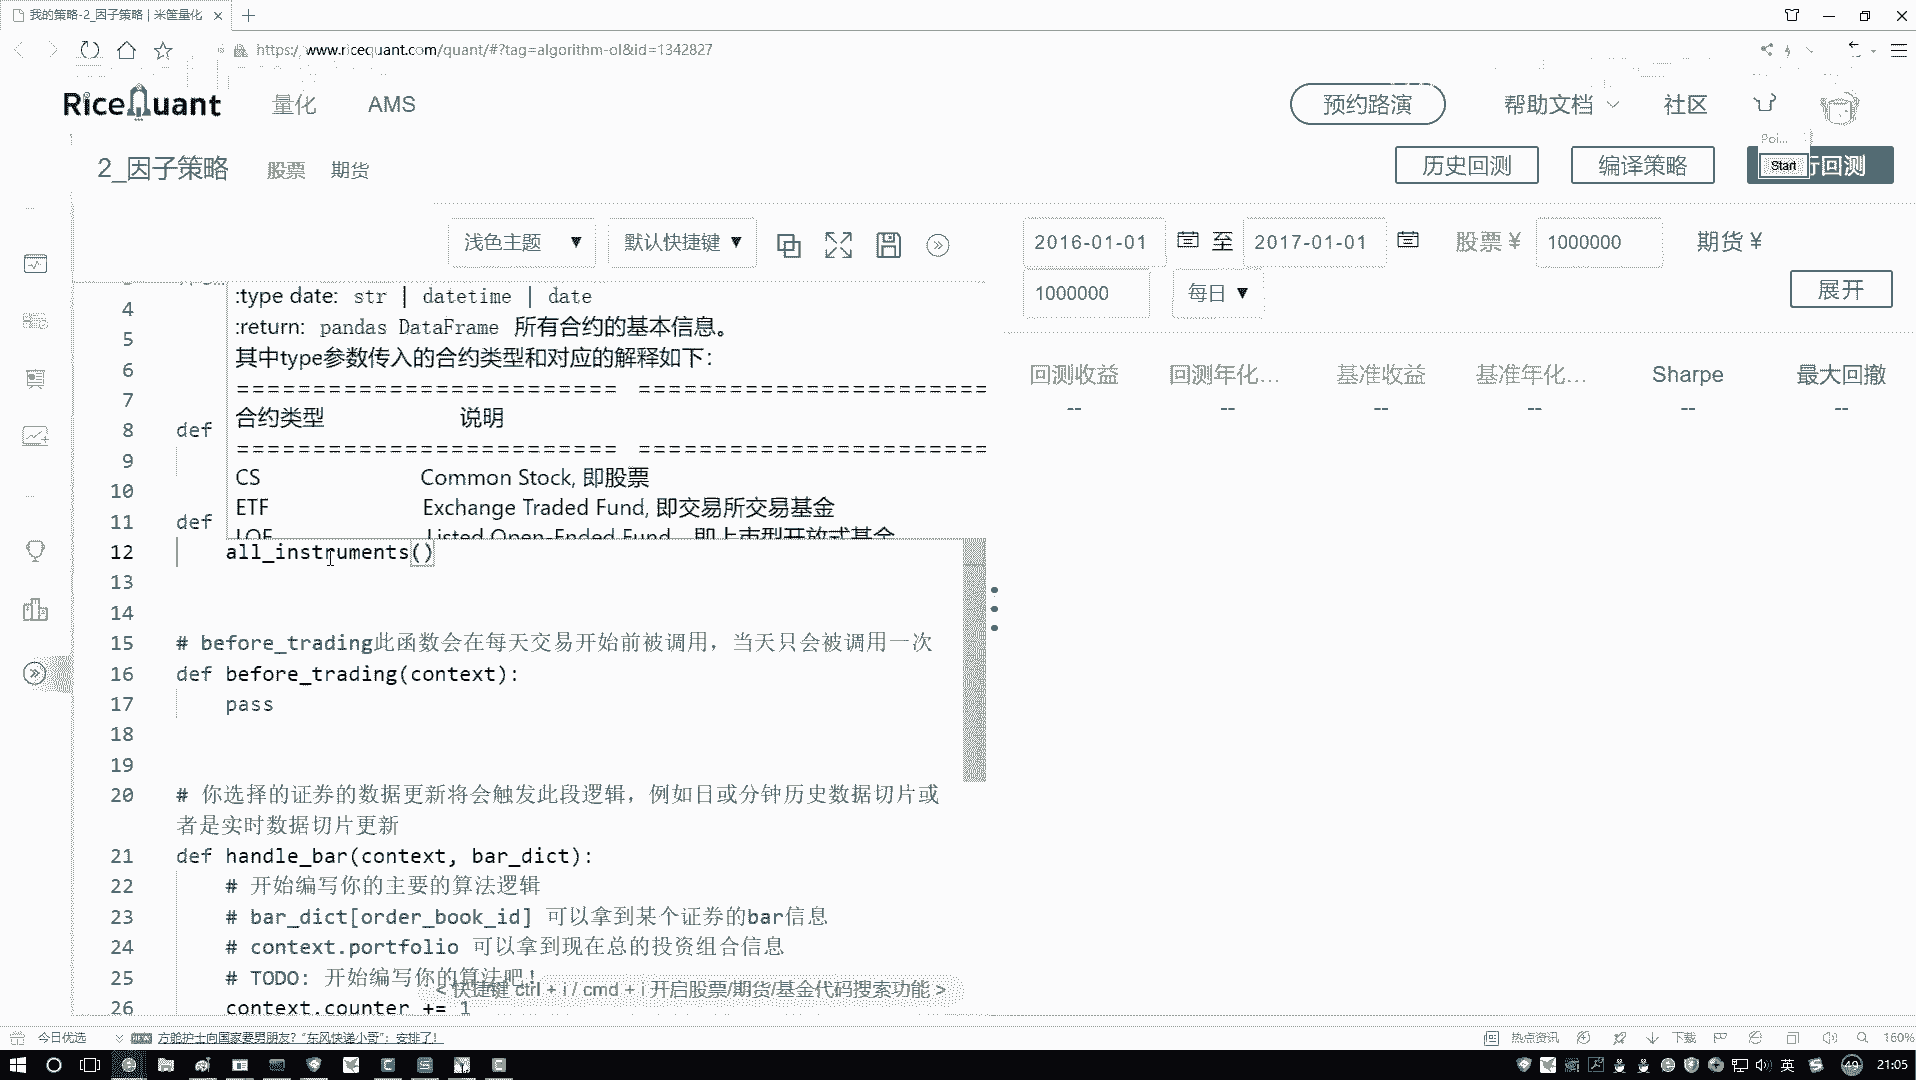 我的策略-2_因子策略 | 米筐量化
https://www.ricequant.com/quant/#?tag=algorithm-ol&id=1342827
RiceQuant 量化 AMS 预约路演 帮助文档 社区
2_因子策略 股票 期货 历史回测 编译策略 行回测
Poi...
Start
浅色主题 ▼ 默认快捷键 ▼
2016-01-01 至 2017-01-01 股票 ¥ 1000000 期货 ¥
1000000 每日 ▼ 展开
回测收益 回测年化... 基准收益 基准年化... Sharpe 最大回撤
-- -- -- -- -- --
:type date: str | datetime | date
:return: pandas DataFrame 所有合约的基本信息。
其中type参数传入的合约类型和对应的解释如下：
========================= =======================
合约类型 说明
========================= =======================
CS Common Stock, 即股票
ETF Exchange Traded Fund, 即交易所交易基金
LOF Listed Open-Ended Fund，即上市型开放式基金
4
5
6
7
8 def
9
10
11 def
12 all_instruments()
13
14
15 # before_trading此函数会在每天交易开始前被调用，当天只会被调用一次
16 def before_trading(context):
17 pass
18
19
20 # 你选择的证券的数据更新将会触发此段逻辑，例如日或分钟历史数据切片或
者是实时数据切片更新
21 def handle_bar(context, bar_dict):
22 # 开始编写你的主要的算法逻辑
23 # bar_dict[order_book_id] 可以拿到某个证券的bar信息
24 # context.portfolio 可以拿到现在总的投资组合信息
25 # TODO: 开始编写你的算法吧！
< 快捷键 ctrl + i / cmd + i 开启股票/期货/基金代码搜索功能 >
26 context.counter += 1
今日优选 方舱护士向国家要男朋友？“东风快递小哥”：安排了！ 热点资讯 下载 160%
英 49 21:05